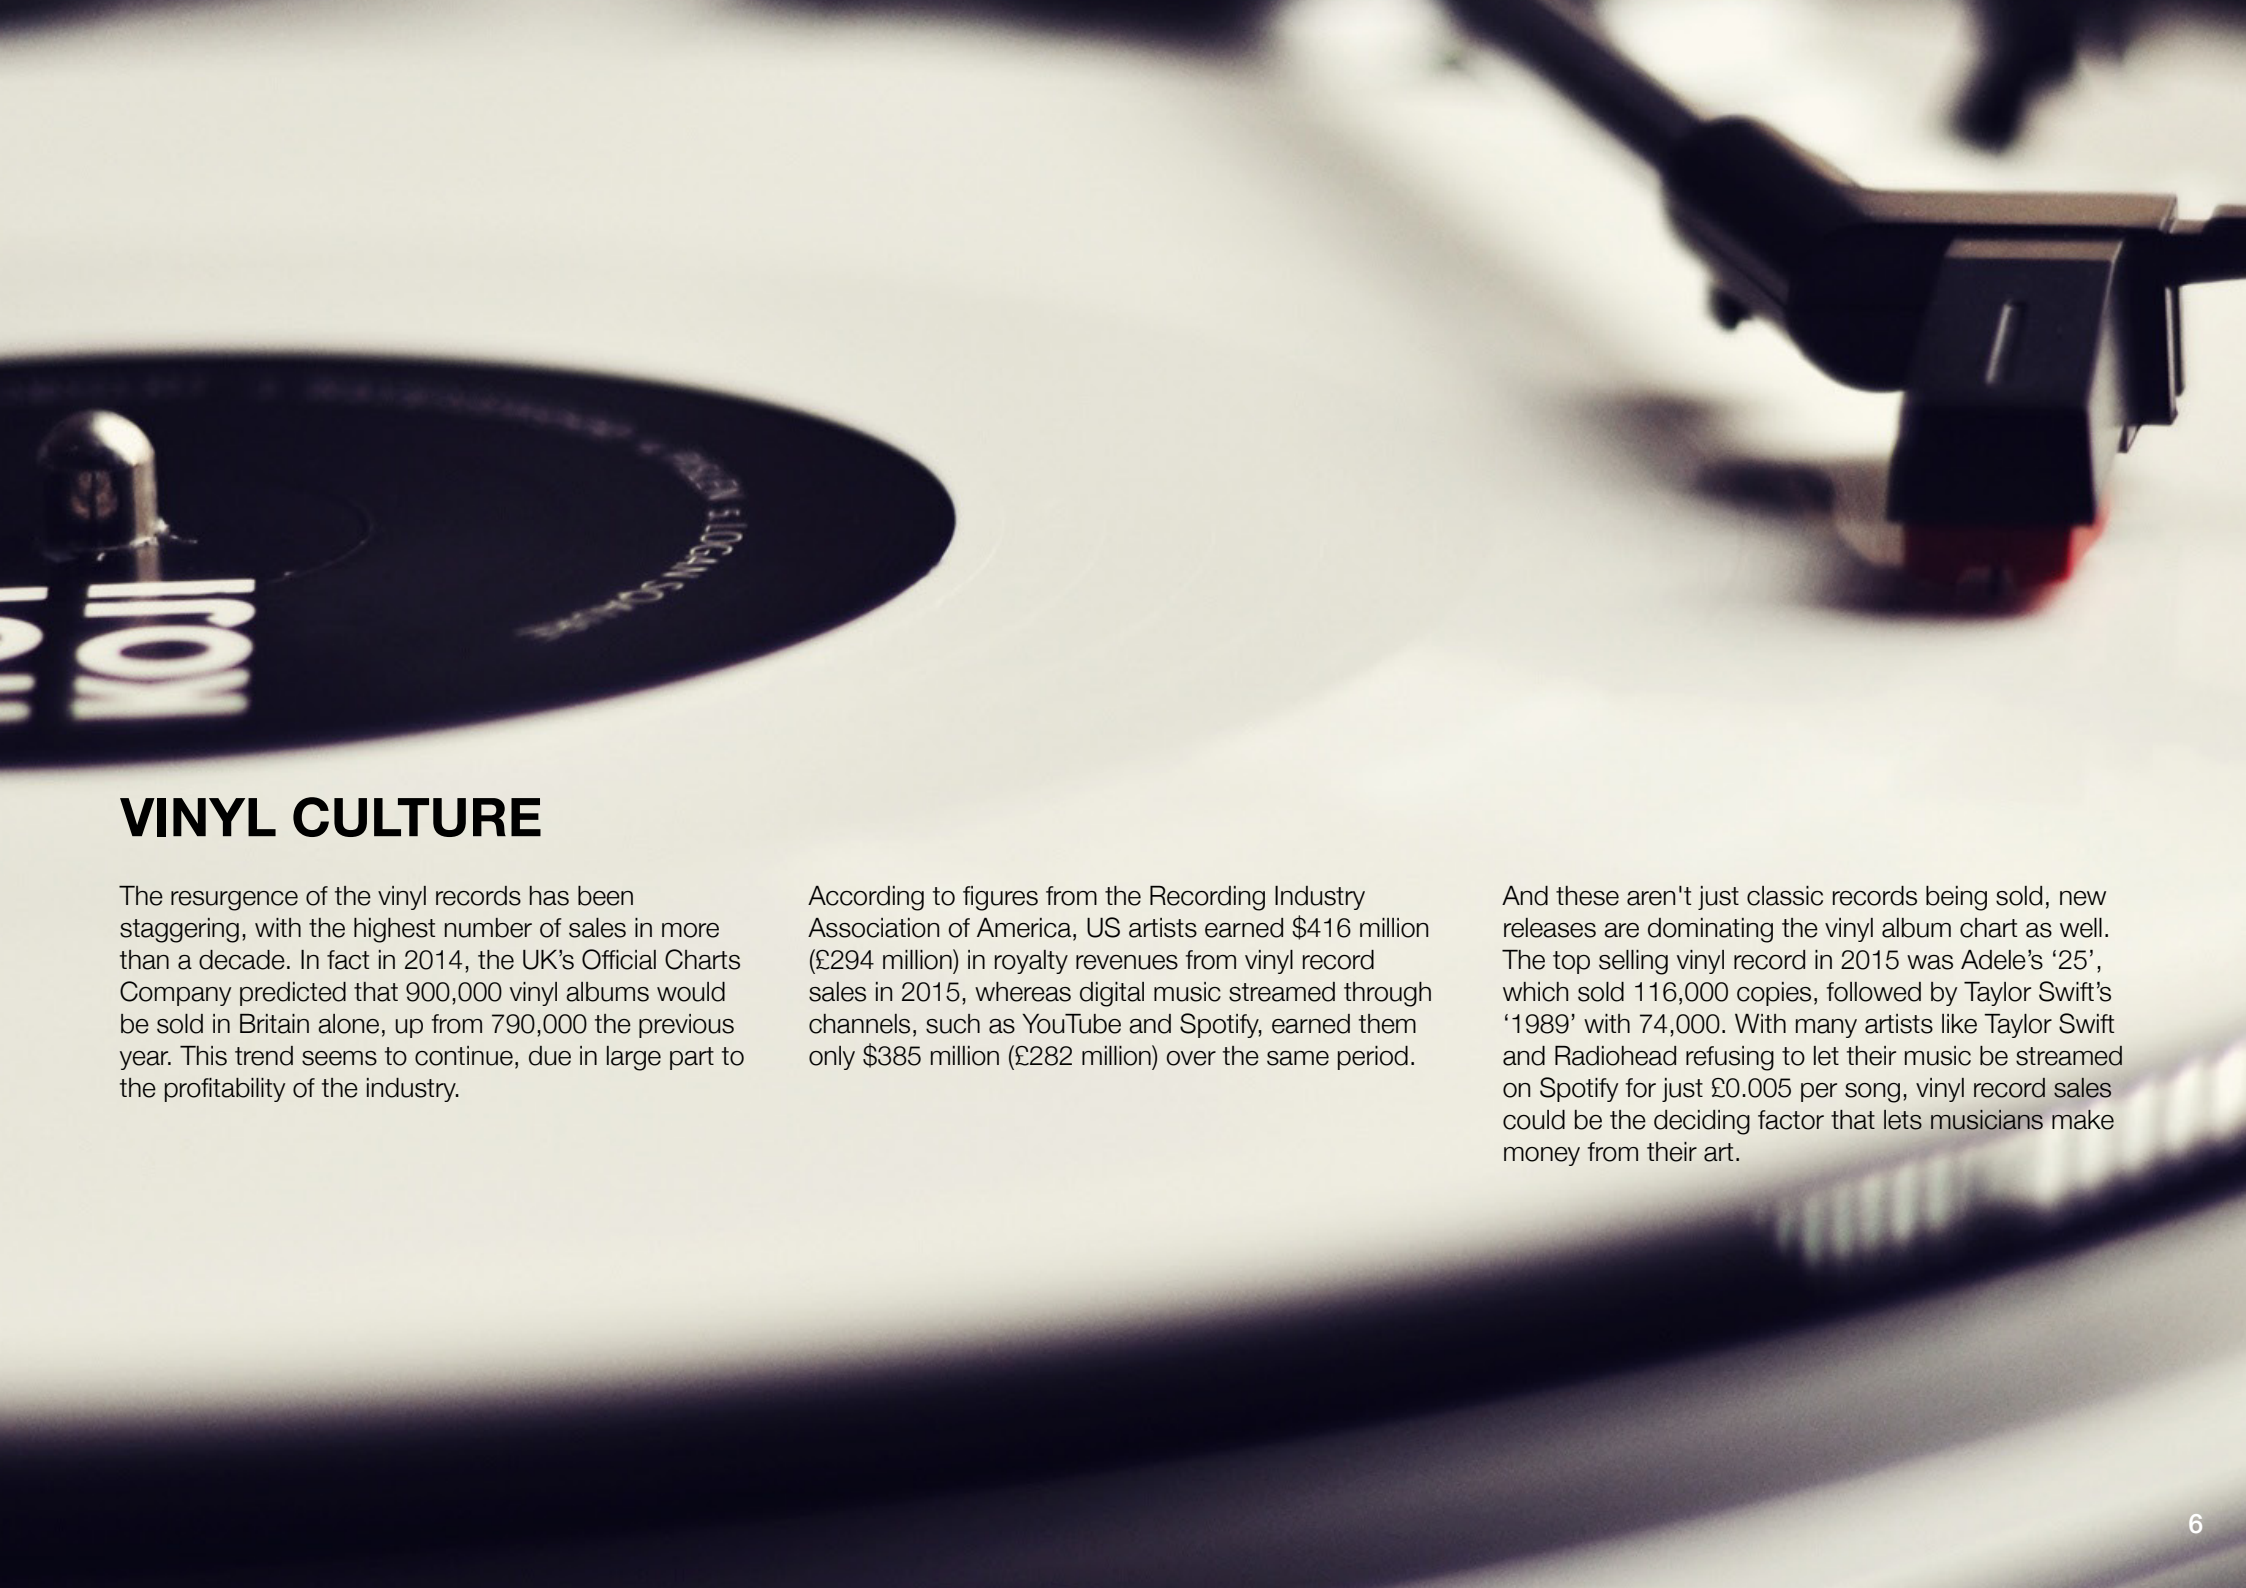 KOJI
LOGAN SQUARE
VINYL CULTURE
The resurgence of the vinyl records has been
staggering, with the highest number of sales in more
than a decade. In fact in 2014, the UK’s Official Charts
Company predicted that 900,000 vinyl albums would
be sold in Britain alone, up from 790,000 the previous
year. This trend seems to continue, due in large part to
the profitability of the industry.
According to figures from the Recording Industry
Association of America, US artists earned $416 million
(£294 million) in royalty revenues from vinyl record
sales in 2015, whereas digital music streamed through
channels, such as YouTube and Spotify, earned them
only $385 million (£282 million) over the same period.
And these aren't just classic records being sold, new
releases are dominating the vinyl album chart as well.
The top selling vinyl record in 2015 was Adele’s ‘25’,
which sold 116,000 copies, followed by Taylor Swift’s
‘1989’ with 74,000. With many artists like Taylor Swift
and Radiohead refusing to let their music be streamed
on Spotify for just £0.005 per song, vinyl record sales
could be the deciding factor that lets musicians make
money from their art.
6